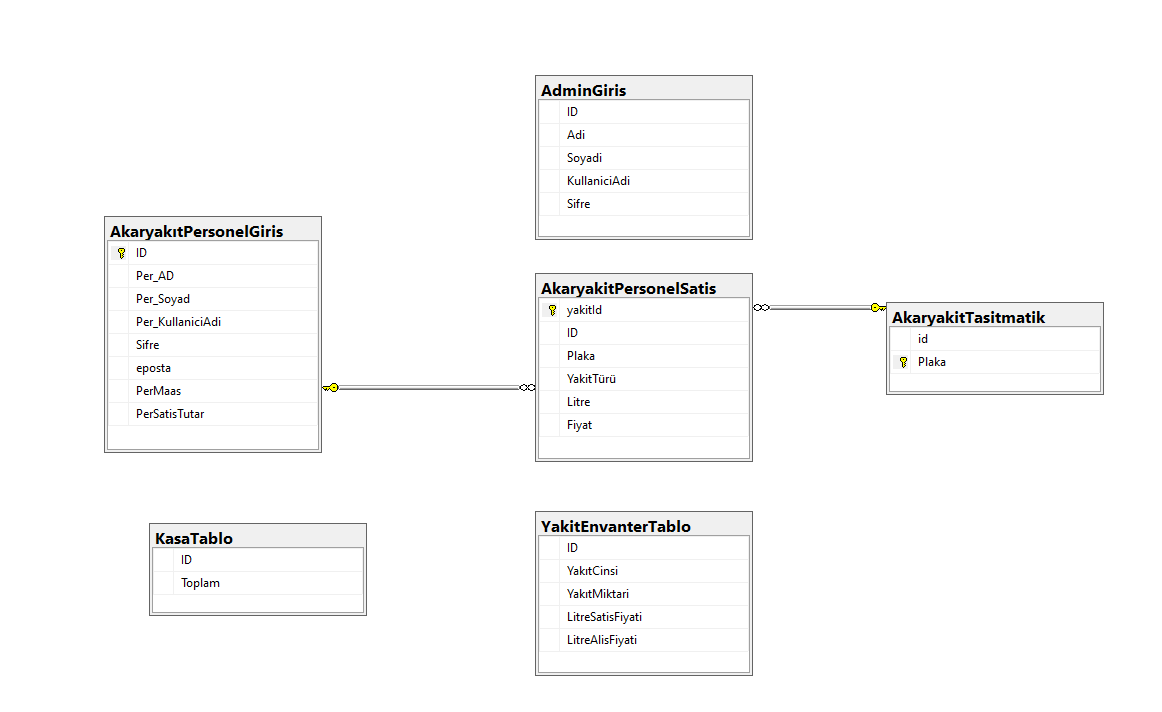 AdminGiris
ID
Adi
Soyadi
KullaniciAdi
Sifre
AkaryakıtPersonelGiris
ID
Per_AD
Per_Soyad
Per_KullaniciAdi
Sifre
eposta
PerMaas
PerSatisTutar
AkaryakitPersonelSatis
yakitId
ID
Plaka
YakitTürü
Litre
Fiyat
AkaryakitTasitmatik
id
Plaka
KasaTablo
ID
Toplam
YakitEnvanterTablo
ID
YakıtCinsi
YakıtMiktari
LitreSatisFiyati
LitreAlisFiyati